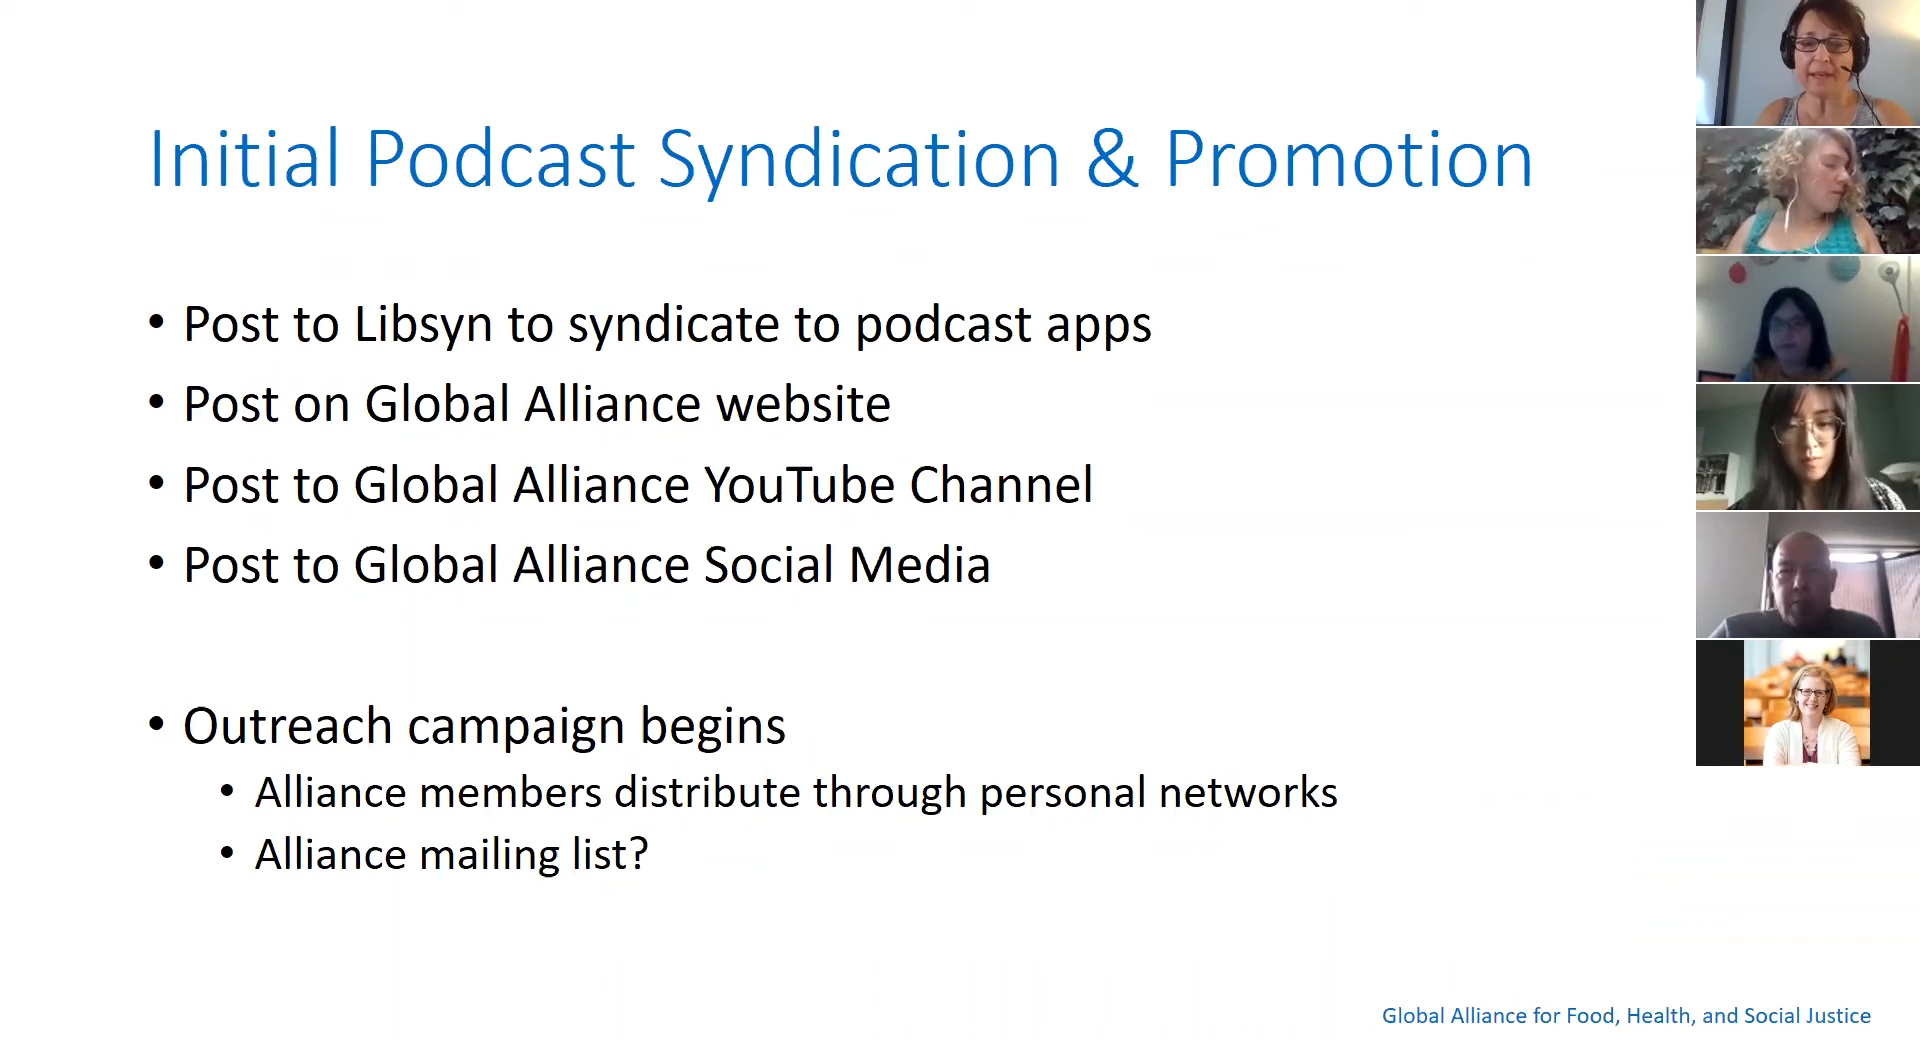 Initial Podcast Syndication & Promotion
• Post to Libsyn to syndicate to podcast apps
• Post on Global Alliance website
• Post to Global Alliance YouTube Channel
• Post to Global Alliance Social Media
• Outreach campaign begins
• Alliance members distribute through personal networks
• Alliance mailing list?
Global Alliance for Food, Health, and Social Justice